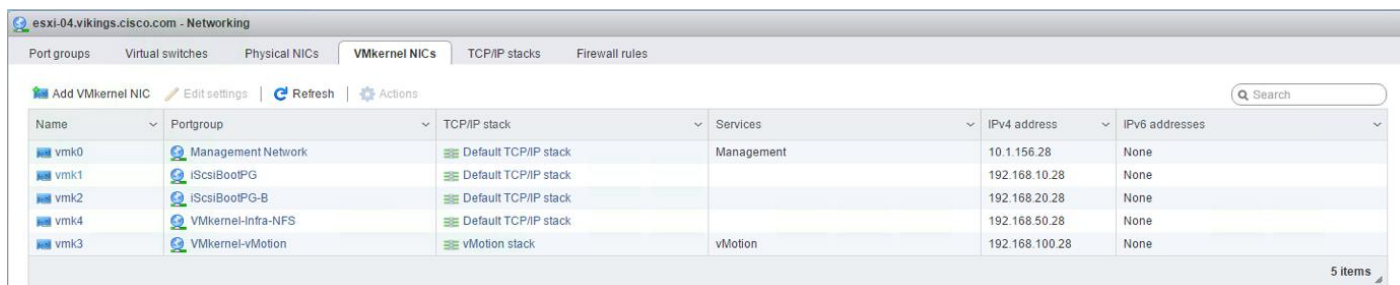 esxi-04.vikings.cisco.com - Networking
Port groups Virtual switches Physical NICs VMkernel NICs TCP/IP stacks Firewall rules
Add VMkernel NIC Edit settings Refresh Actions Search
Name Portgroup TCP/IP stack Services IPv4 address IPv6 addresses
vmk0 Management Network Default TCP/IP stack Management 10.1.156.28 None
vmk1 iScsiBootPG Default TCP/IP stack 192.168.10.28 None
vmk2 iScsiBootPG-B Default TCP/IP stack 192.168.20.28 None
vmk4 VMkernel-Infra-NFS Default TCP/IP stack 192.168.50.28 None
vmk3 VMkernel-vMotion vMotion stack vMotion 192.168.100.28 None
5 items